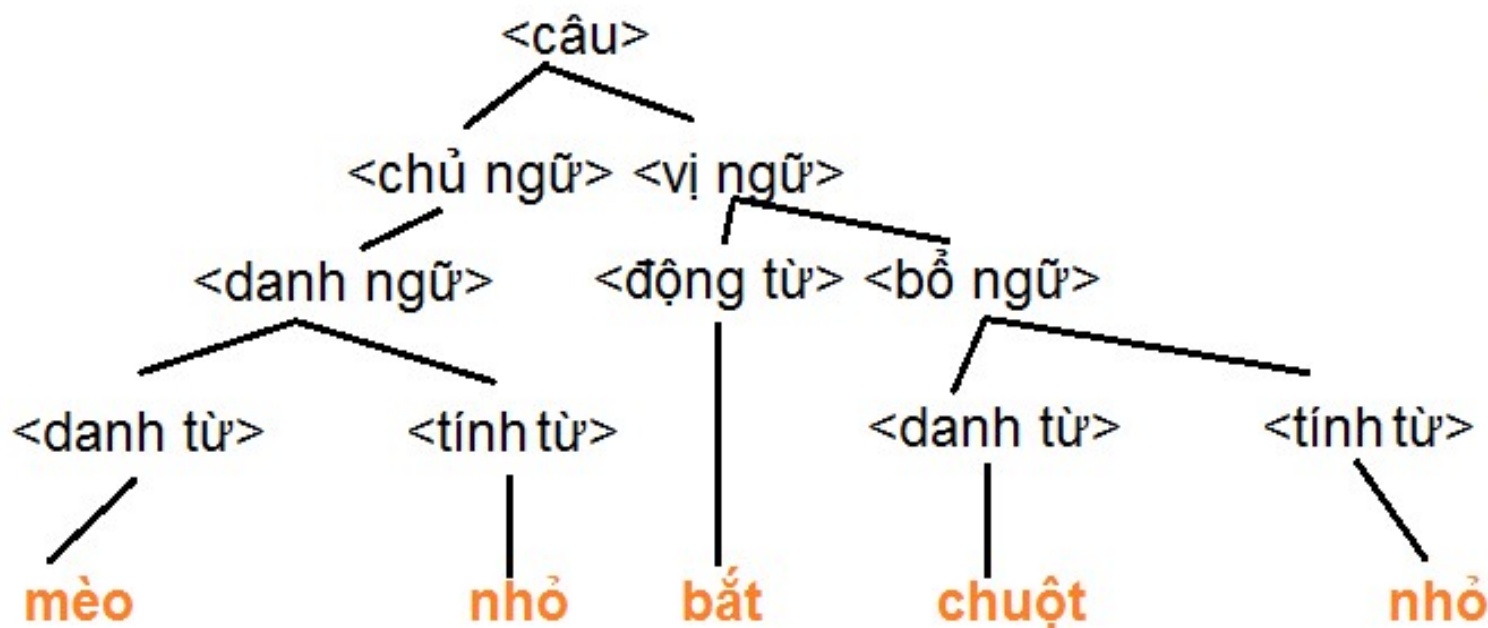 <câu>
<chủ ngữ> <vị ngữ>
<danh ngữ> <động từ> <bổ ngữ>
<danh từ> <tính từ> <danh từ> <tính từ>
mèo nhỏ bắt chuột nhỏ